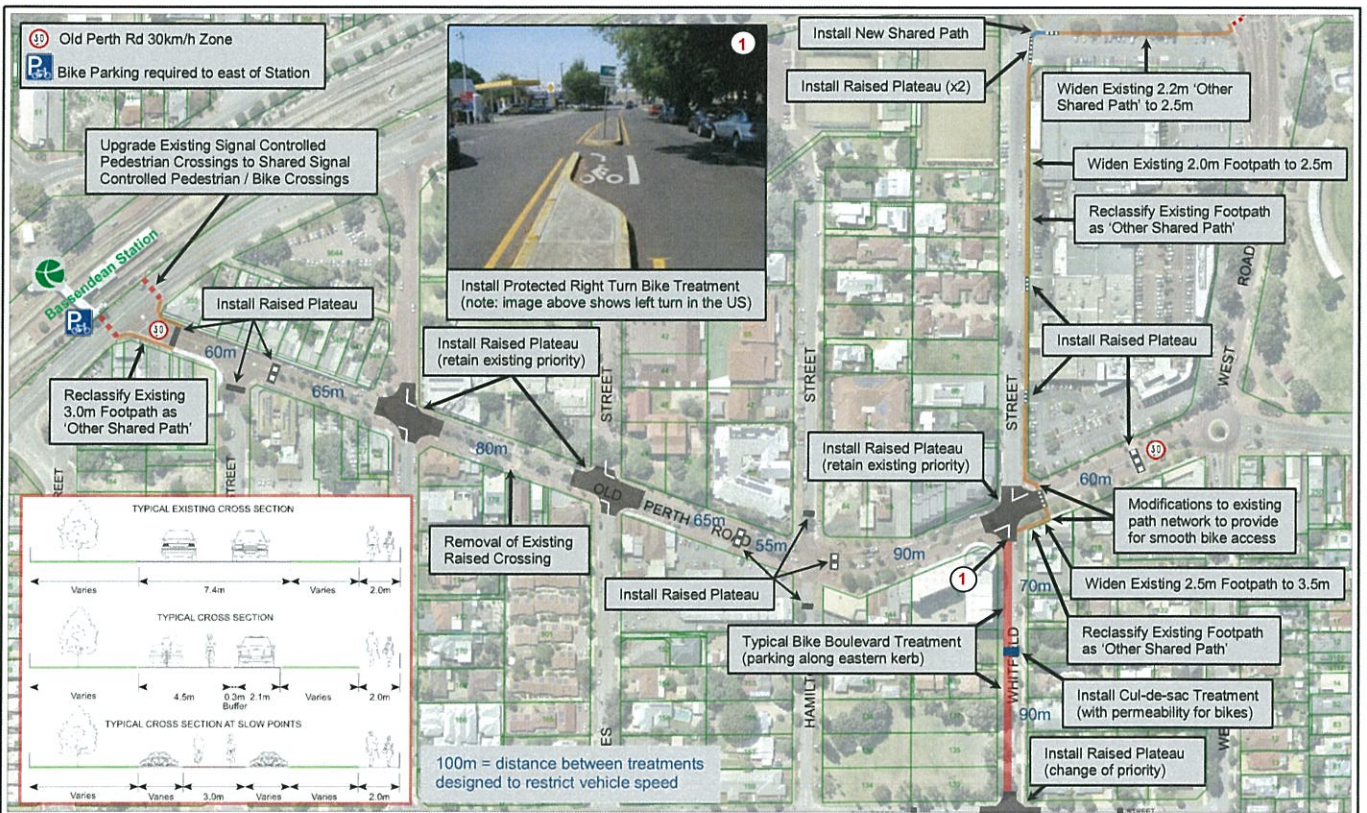 30 Old Perth Rd 30km/h Zone
P Bike Parking required to east of Station
Upgrade Existing Signal Controlled
Pedestrian Crossings to Shared Signal
Controlled Pedestrian / Bike Crossings
1
Install Protected Right Turn Bike Treatment
(note: image above shows left turn in the US)
Install New Shared Path
Install Raised Plateau (x2)
Widen Existing 2.2m 'Other
Shared Path' to 2.5m
Widen Existing 2.0m Footpath to 2.5m
Reclassify Existing Footpath
as 'Other Shared Path'
ROAD
WEST
Bassendean Station
P
30
Install Raised Plateau
60m
65m
Reclassify Existing
3.0m Footpath as
'Other Shared Path'
STREET
Install Raised Plateau
(retain existing priority)
STREET
STREET
STREET
Install Raised Plateau
30
80m
OLD PERTH ROAD
65m
55m
90m
60m
Install Raised Plateau
(retain existing priority)
Removal of Existing
Raised Crossing
Install Raised Plateau
1
Modifications to existing
path network to provide
for smooth bike access
Widen Existing 2.5m Footpath to 3.5m
70m
Typical Bike Boulevard Treatment
(parking along eastern kerb)
Reclassify Existing Footpath
as 'Other Shared Path'
WHITFIELD
Install Cul-de-sac Treatment
(with permeability for bikes)
90m
Install Raised Plateau
(change of priority)
TYPICAL EXISTING CROSS SECTION
Varies 7.4m Varies 2.0m
TYPICAL CROSS SECTION
Varies 4.5m 0.3m 2.1m Varies 2.0m
Buffer
TYPICAL CROSS SECTION AT SLOW POINTS
Varies Varies 3.0m Varies Varies 2.0m
100m = distance between treatments
designed to restrict vehicle speed